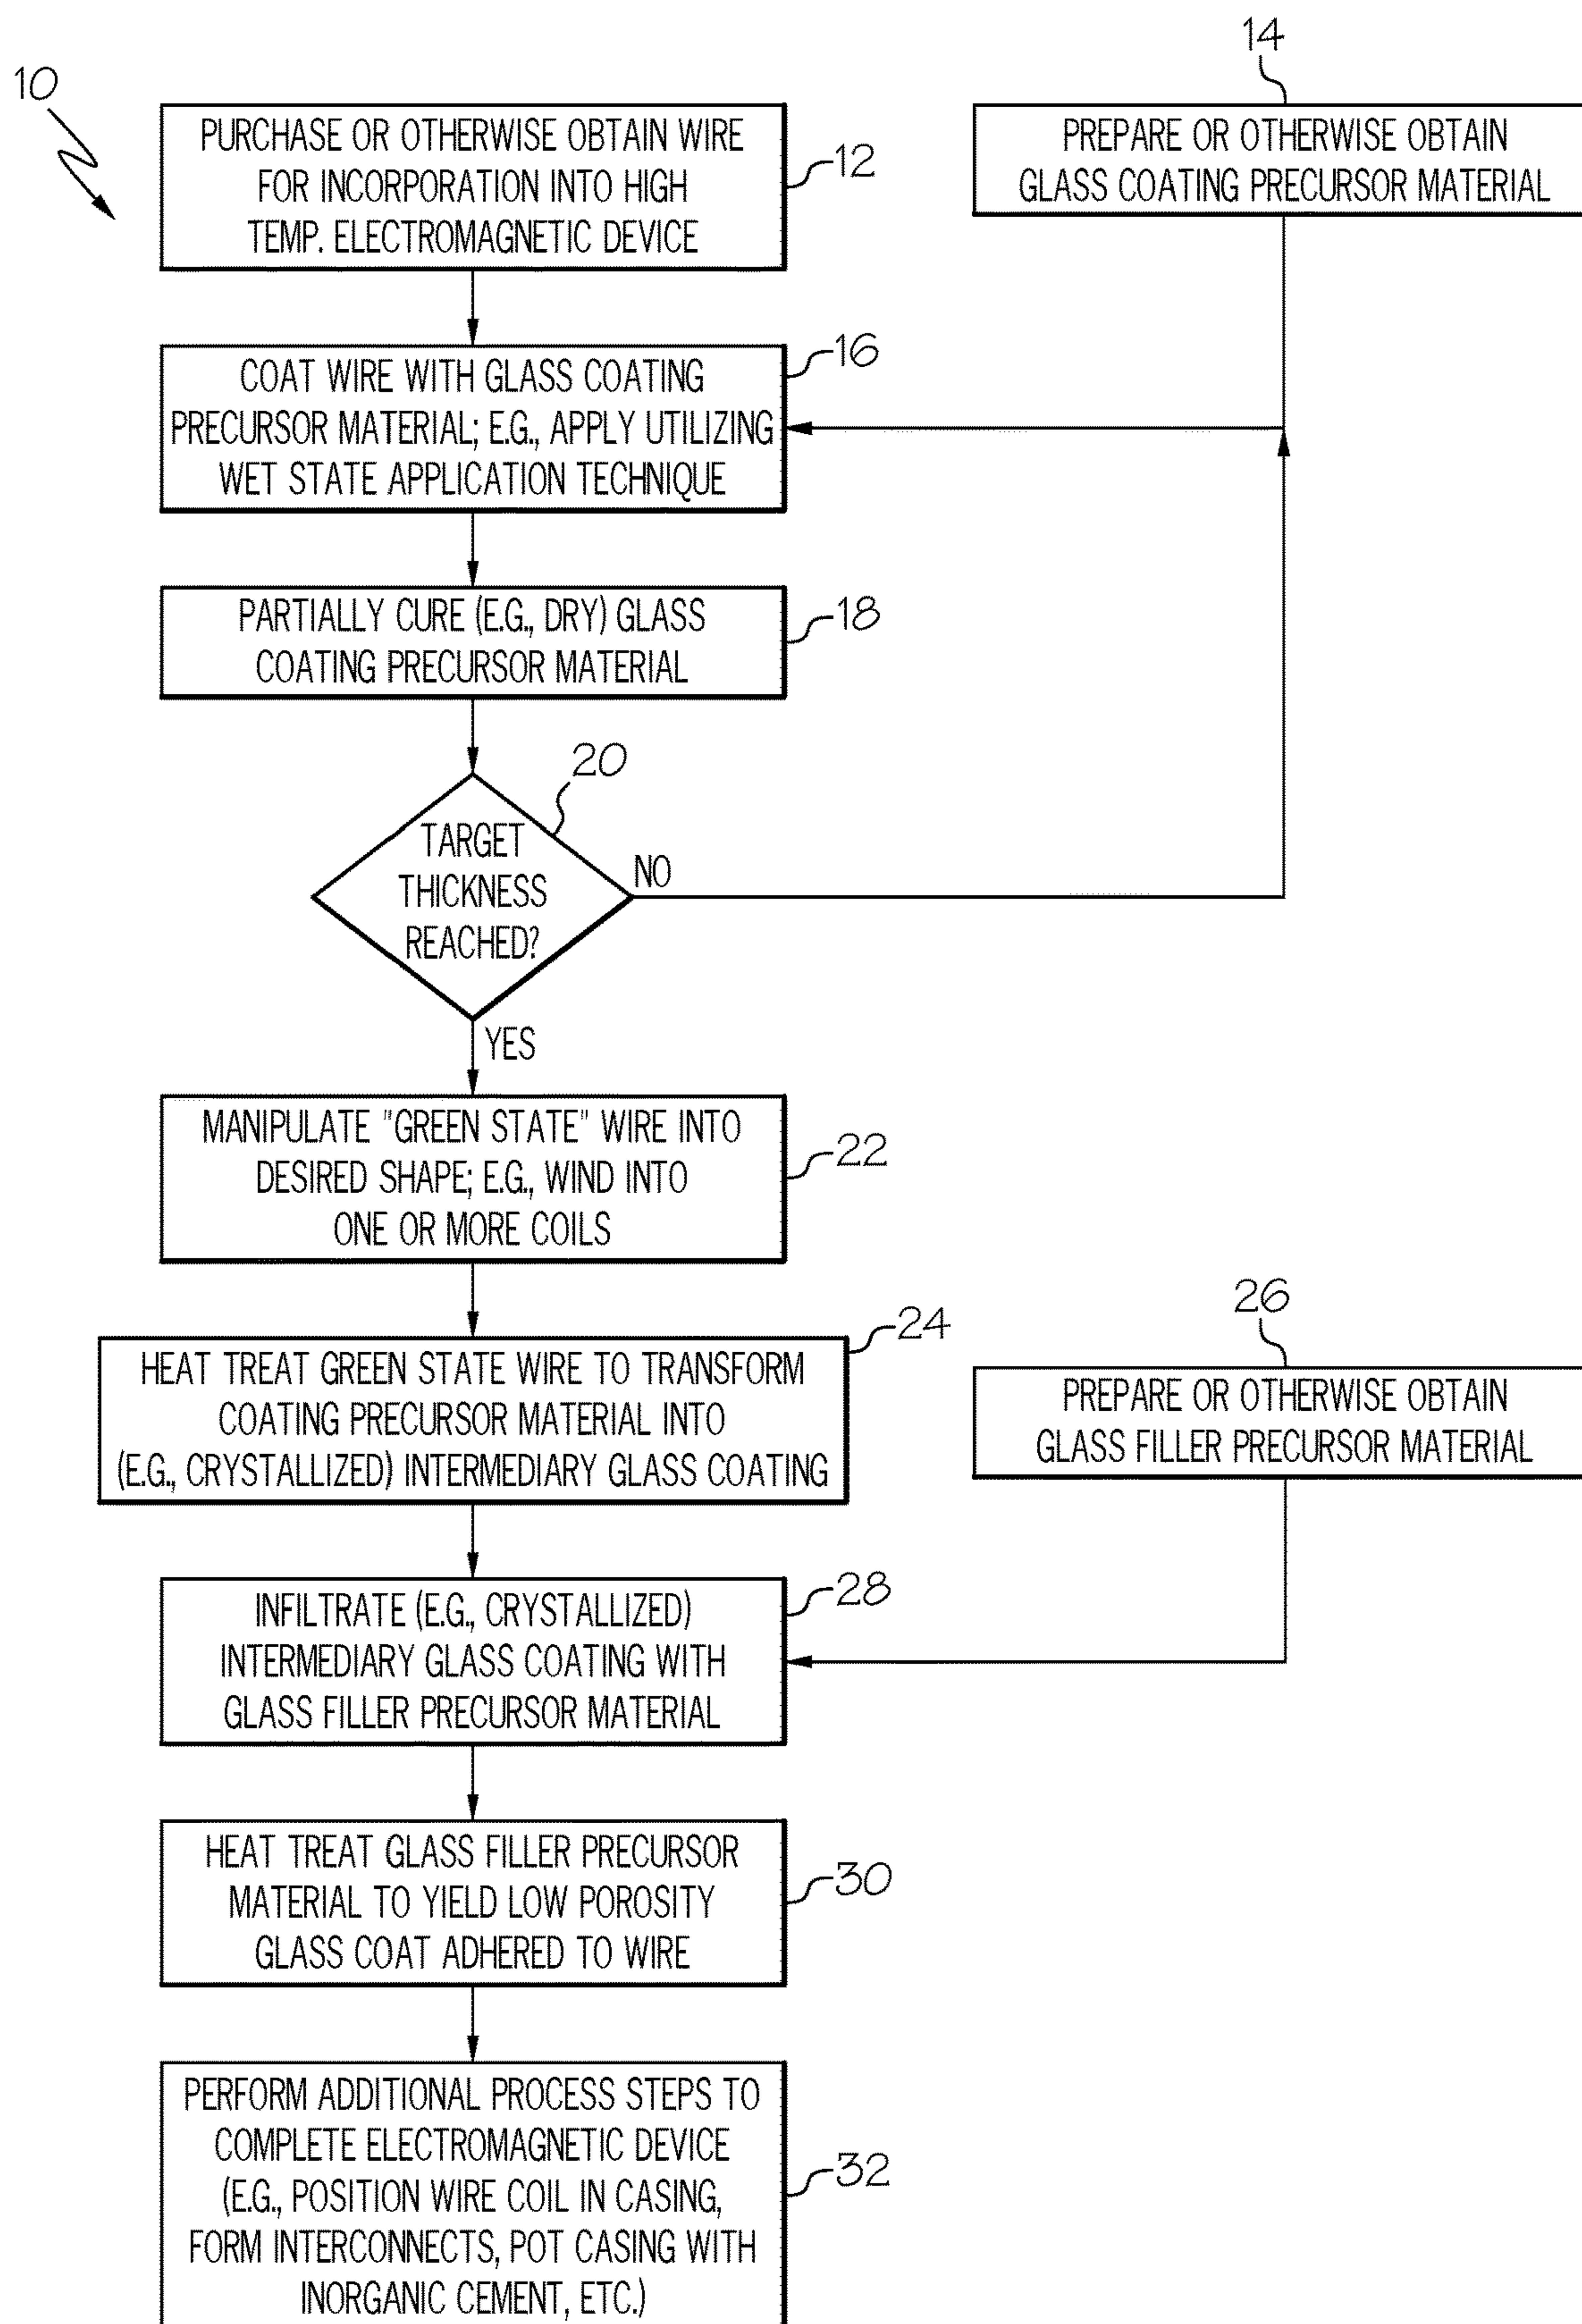 10
PURCHASE OR OTHERWISE OBTAIN WIRE
FOR INCORPORATION INTO HIGH
TEMP. ELECTROMAGNETIC DEVICE
12
14
PREPARE OR OTHERWISE OBTAIN
GLASS COATING PRECURSOR MATERIAL
COAT WIRE WITH GLASS COATING
PRECURSOR MATERIAL; E.G., APPLY UTILIZING
WET STATE APPLICATION TECHNIQUE
16
PARTIALLY CURE (E.G., DRY) GLASS
COATING PRECURSOR MATERIAL
18
TARGET
THICKNESS
REACHED?
20
NO
YES
MANIPULATE "GREEN STATE" WIRE INTO
DESIRED SHAPE; E.G., WIND INTO
ONE OR MORE COILS
22
HEAT TREAT GREEN STATE WIRE TO TRANSFORM
COATING PRECURSOR MATERIAL INTO
(E.G., CRYSTALLIZED) INTERMEDIARY GLASS COATING
24
26
PREPARE OR OTHERWISE OBTAIN
GLASS FILLER PRECURSOR MATERIAL
INFILTRATE (E.G., CRYSTALLIZED)
INTERMEDIARY GLASS COATING WITH
GLASS FILLER PRECURSOR MATERIAL
28
HEAT TREAT GLASS FILLER PRECURSOR
MATERIAL TO YIELD LOW POROSITY
GLASS COAT ADHERED TO WIRE
30
PERFORM ADDITIONAL PROCESS STEPS TO
COMPLETE ELECTROMAGNETIC DEVICE
(E.G., POSITION WIRE COIL IN CASING,
FORM INTERCONNECTS, POT CASING WITH
INORGANIC CEMENT, ETC.)
32